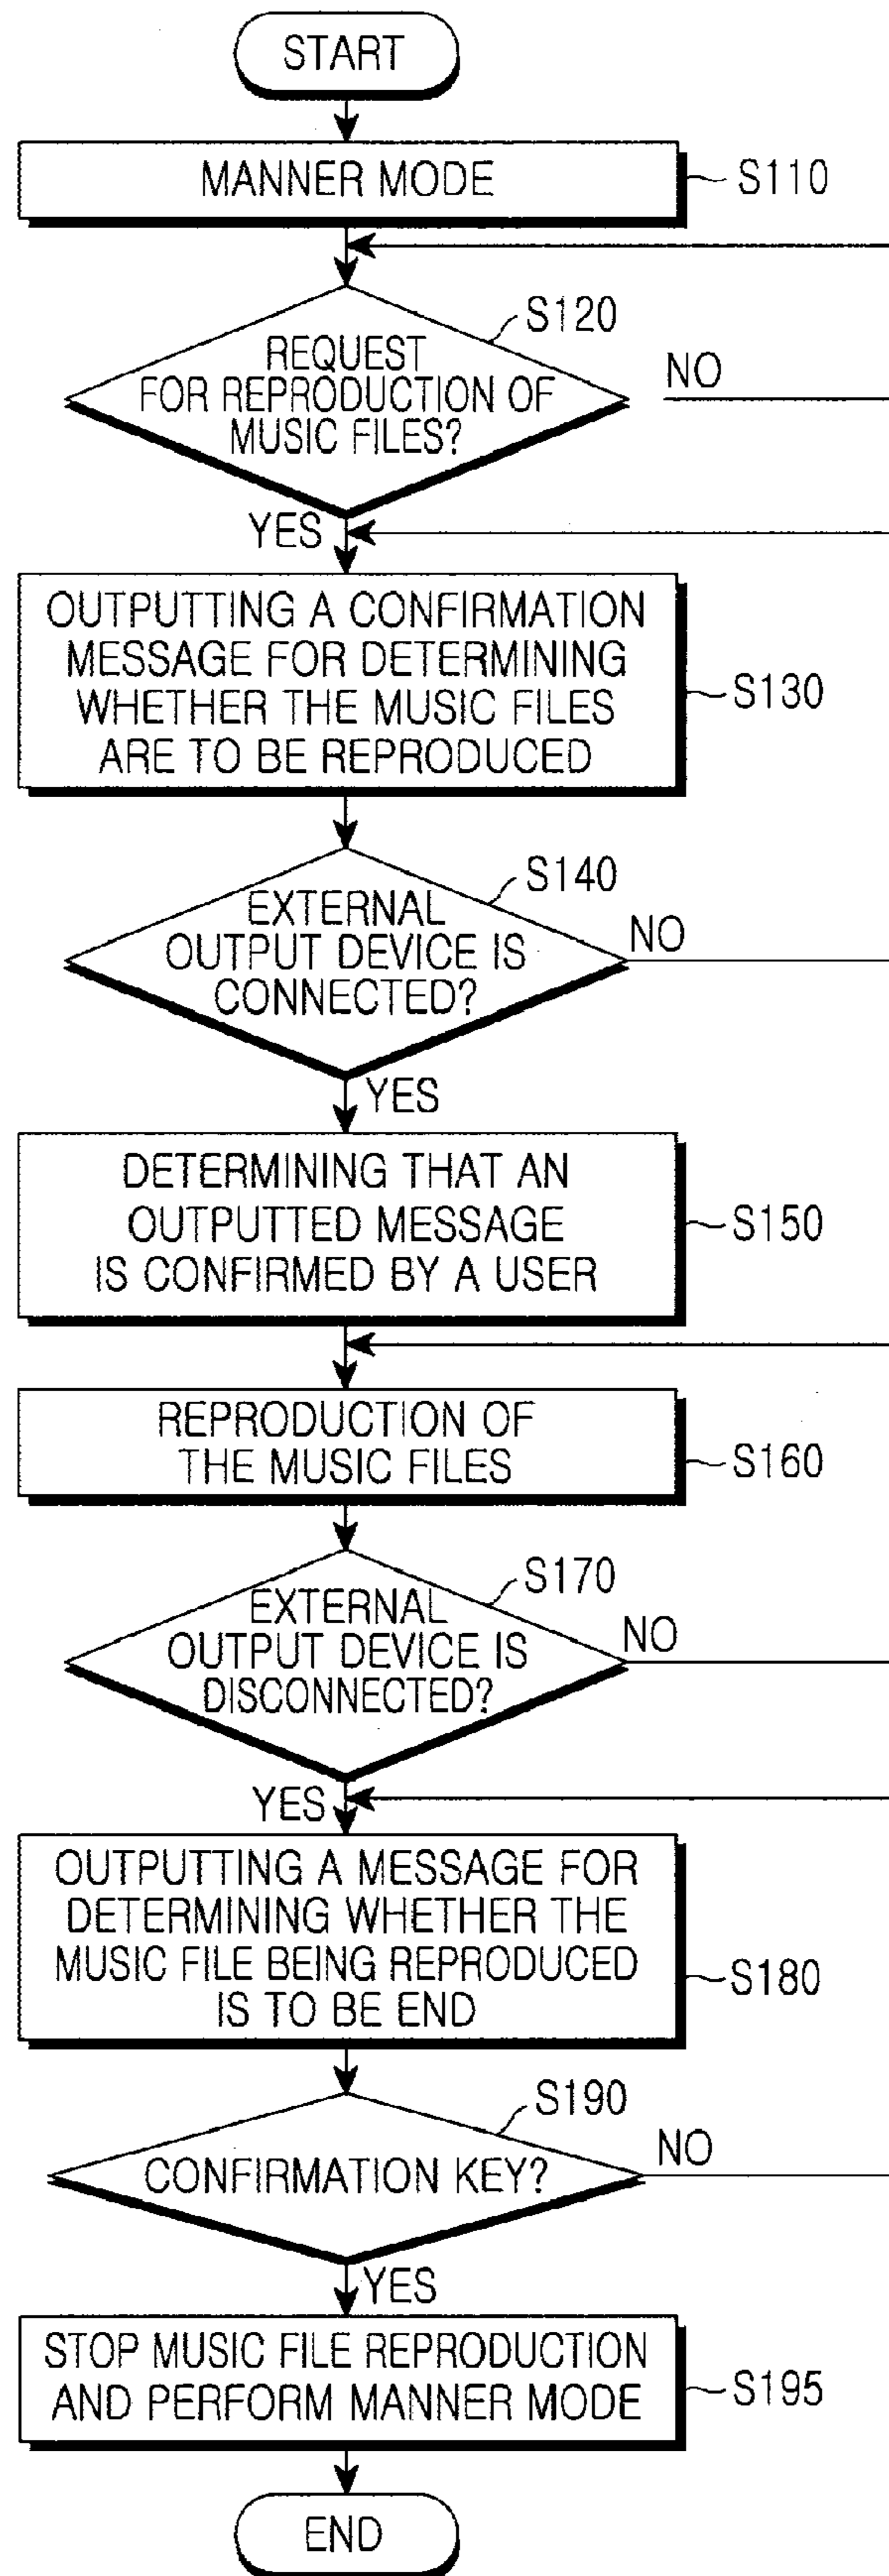 START
MANNER MODE
S110
S120
REQUEST
FOR REPRODUCTION OF
MUSIC FILES?
NO
YES
OUTPUTTING A CONFIRMATION
MESSAGE FOR DETERMINING
WHETHER THE MUSIC FILES
ARE TO BE REPRODUCED
S130
S140
EXTERNAL
OUTPUT DEVICE IS
CONNECTED?
NO
YES
DETERMINING THAT AN
OUTPUTTED MESSAGE
IS CONFIRMED BY A USER
S150
REPRODUCTION OF
THE MUSIC FILES
S160
S170
EXTERNAL
OUTPUT DEVICE IS
DISCONNECTED?
NO
YES
OUTPUTTING A MESSAGE FOR
DETERMINING WHETHER THE
MUSIC FILE BEING REPRODUCED
IS TO BE END
S180
S190
CONFIRMATION KEY?
NO
YES
STOP MUSIC FILE REPRODUCTION
AND PERFORM MANNER MODE
S195
END